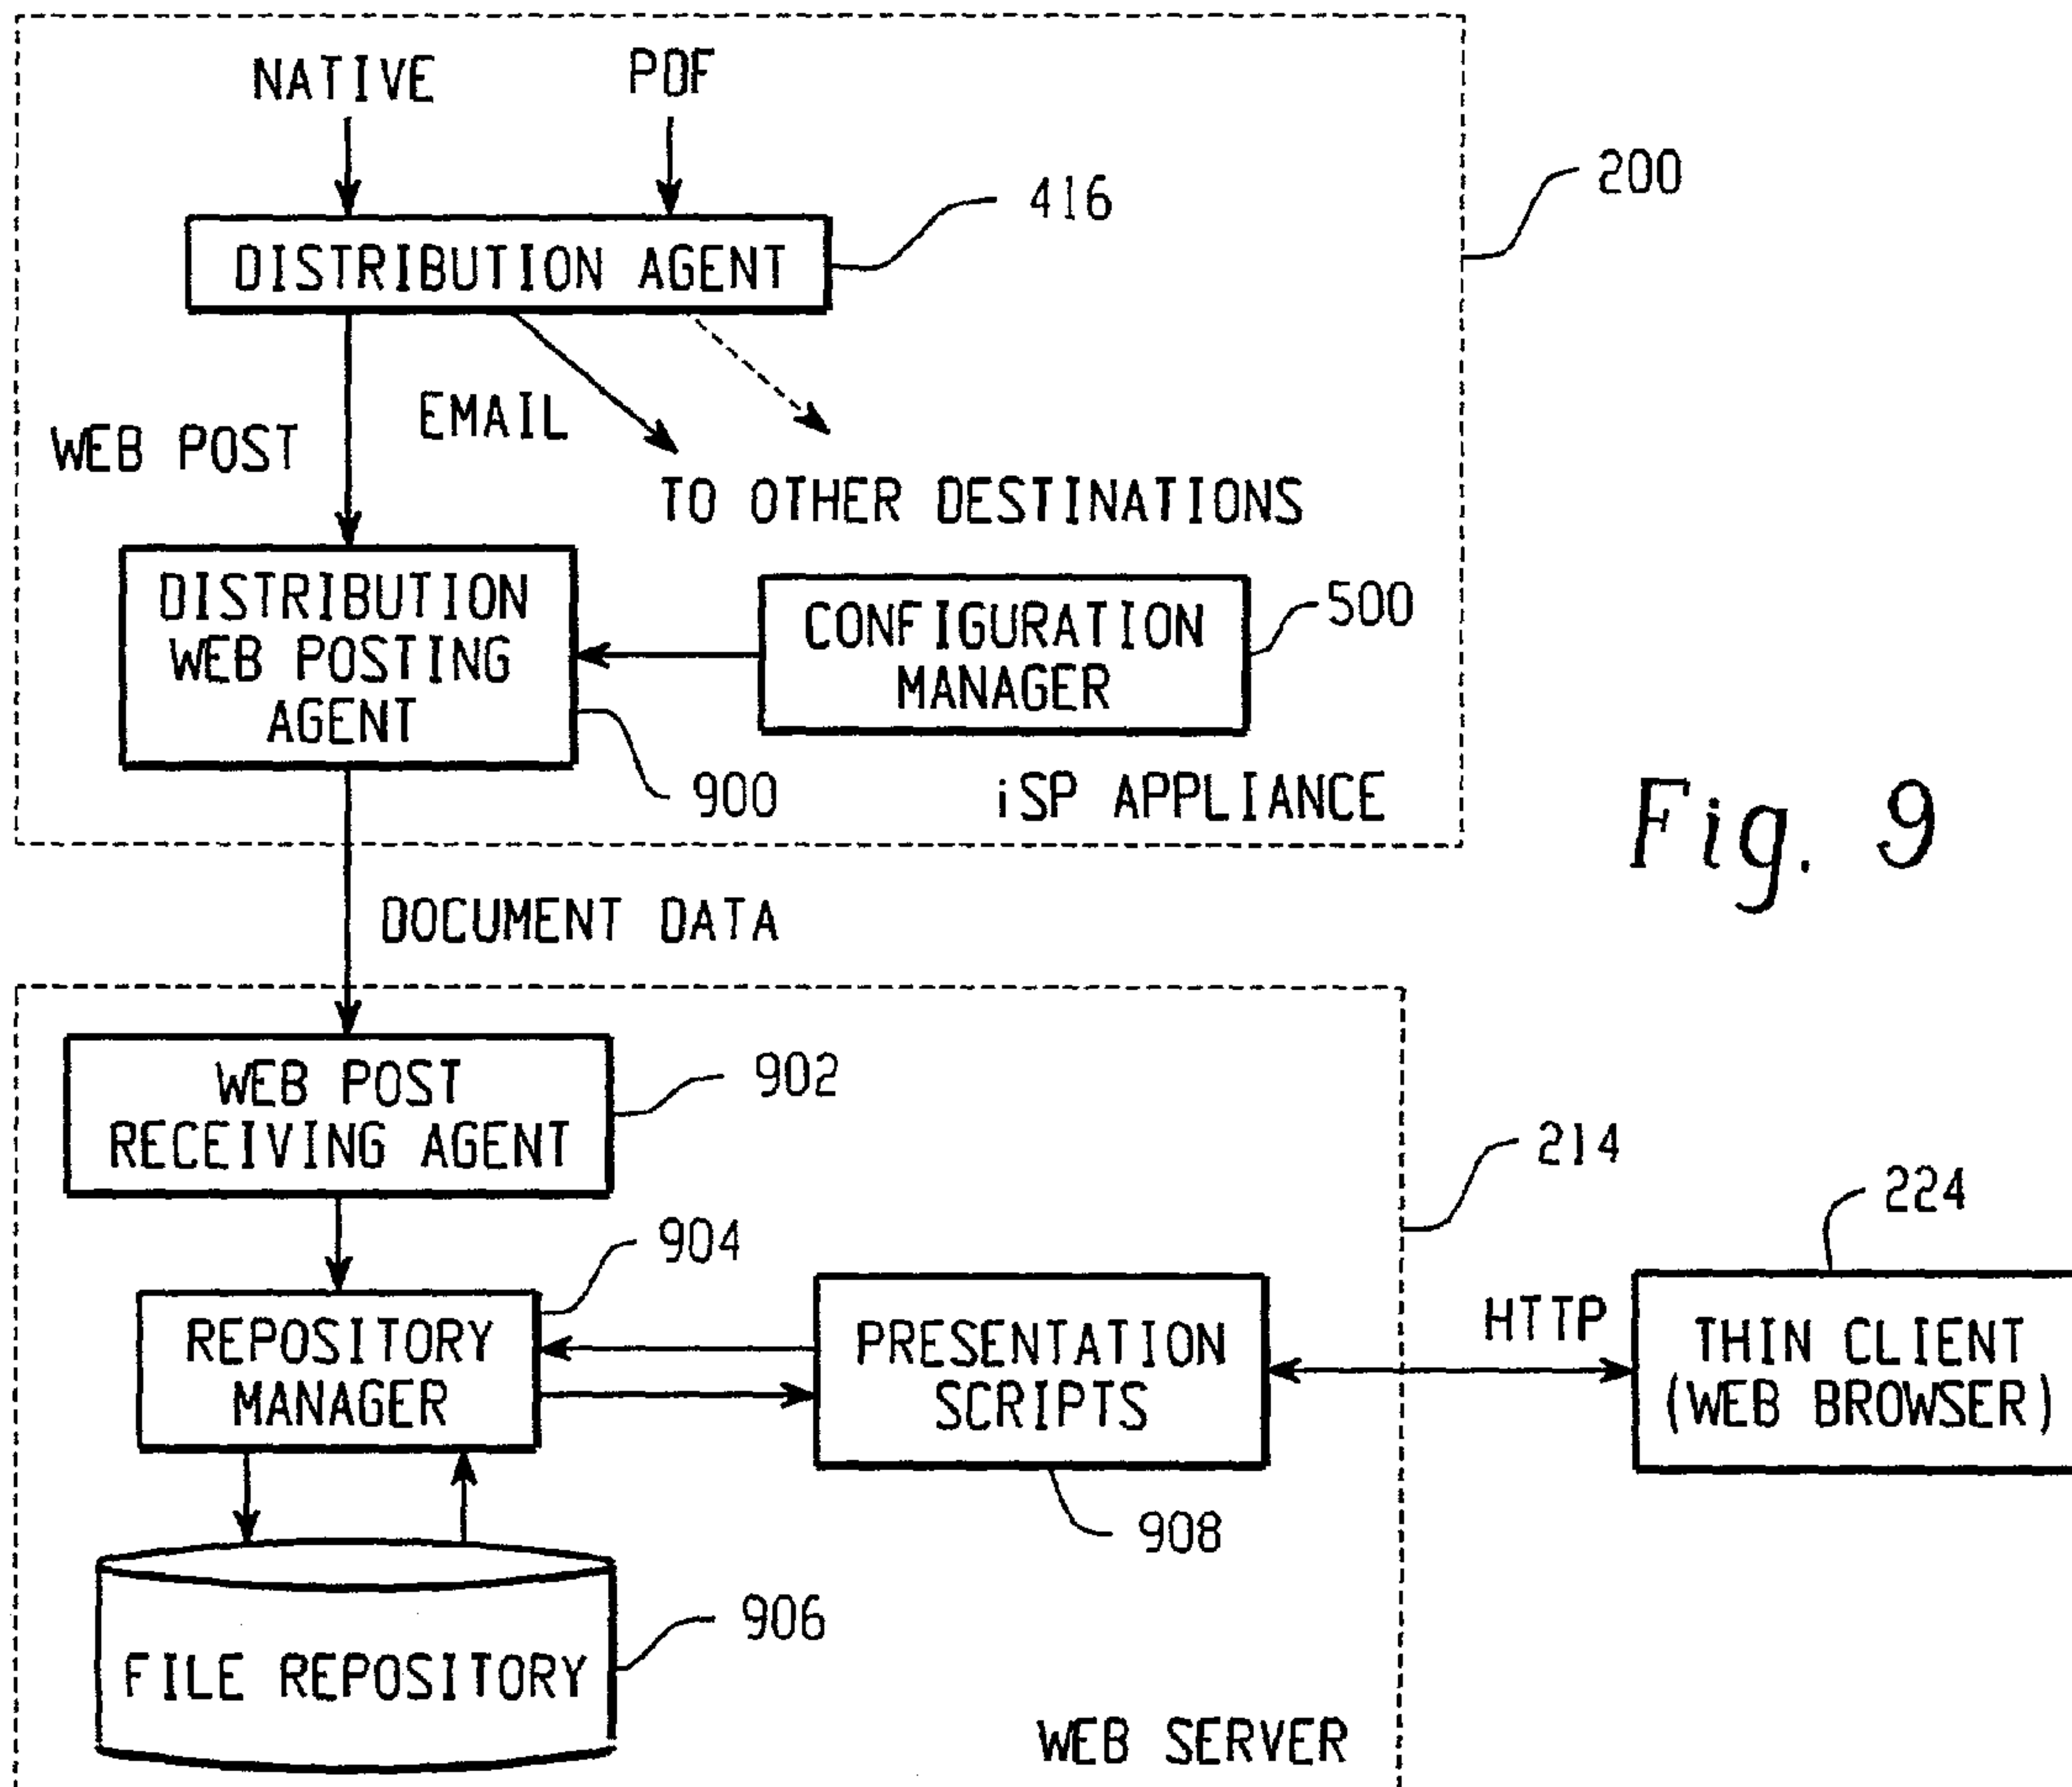 NATIVE
PDF
200
416
DISTRIBUTION AGENT
EMAIL
WEB POST
TO OTHER DESTINATIONS
DISTRIBUTION
WEB POSTING
AGENT
CONFIGURATION
MANAGER
500
900
iSP APPLIANCE
Fig. 9
DOCUMENT DATA
WEB POST
RECEIVING AGENT
902
214
224
904
REPOSITORY
MANAGER
PRESENTATION
SCRIPTS
HTTP
THIN CLIENT
(WEB BROWSER)
908
906
FILE REPOSITORY
WEB SERVER